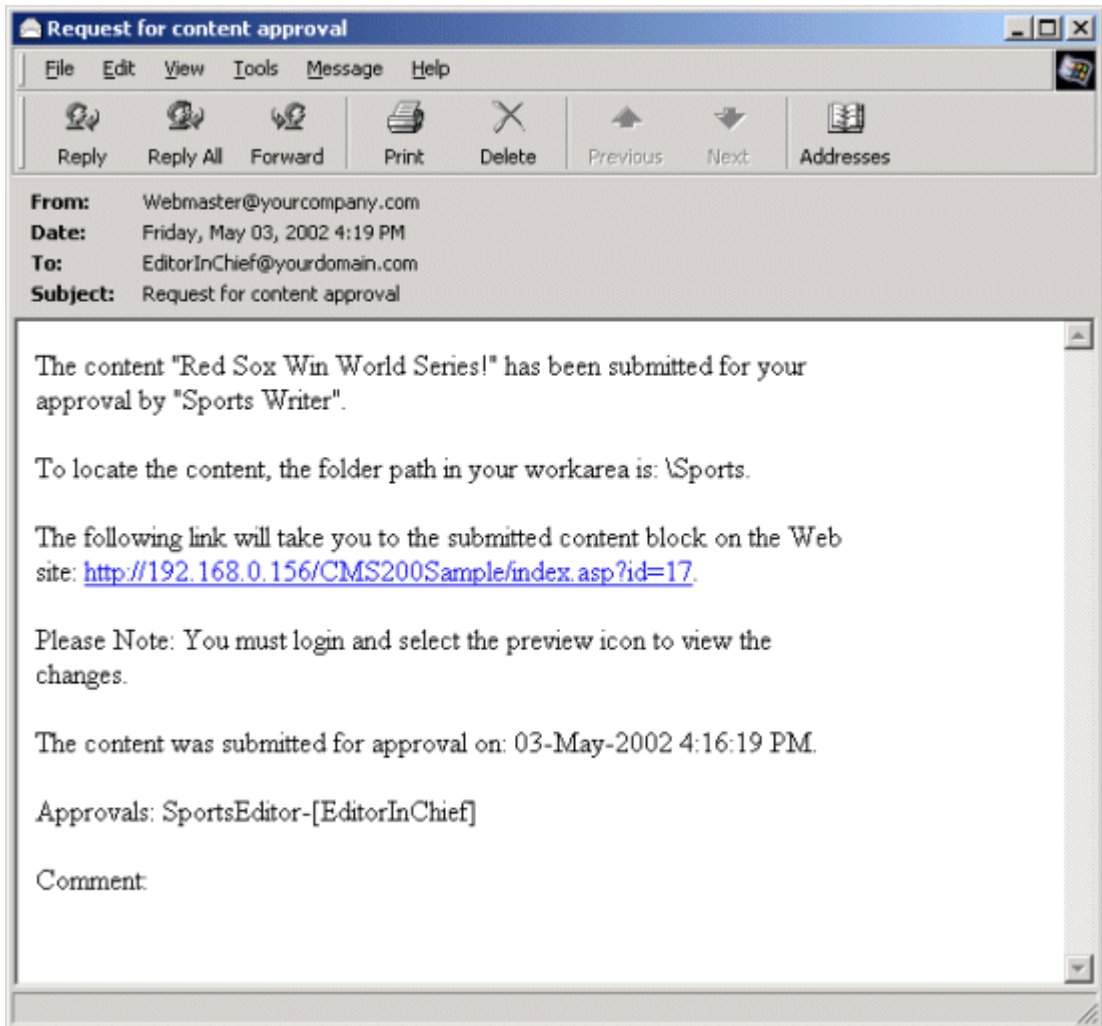 Request for content approval
File Edit View Tools Message Help
Reply Reply All Forward Print Delete Previous Next Addresses
From: Webmaster@yourcompany.com
Date: Friday, May 03, 2002 4:19 PM
To: EditorInChief@yourdomain.com
Subject: Request for content approval
The content "Red Sox Win World Series!" has been submitted for your
approval by "Sports Writer".
To locate the content, the folder path in your workarea is: \Sports.
The following link will take you to the submitted content block on the Web
site: http://192.168.0.156/CMS200Sample/index.asp?id=17.
Please Note: You must login and select the preview icon to view the
changes.
The content was submitted for approval on: 03-May-2002 4:16:19 PM.
Approvals: SportsEditor-[EditorInChief]
Comment: